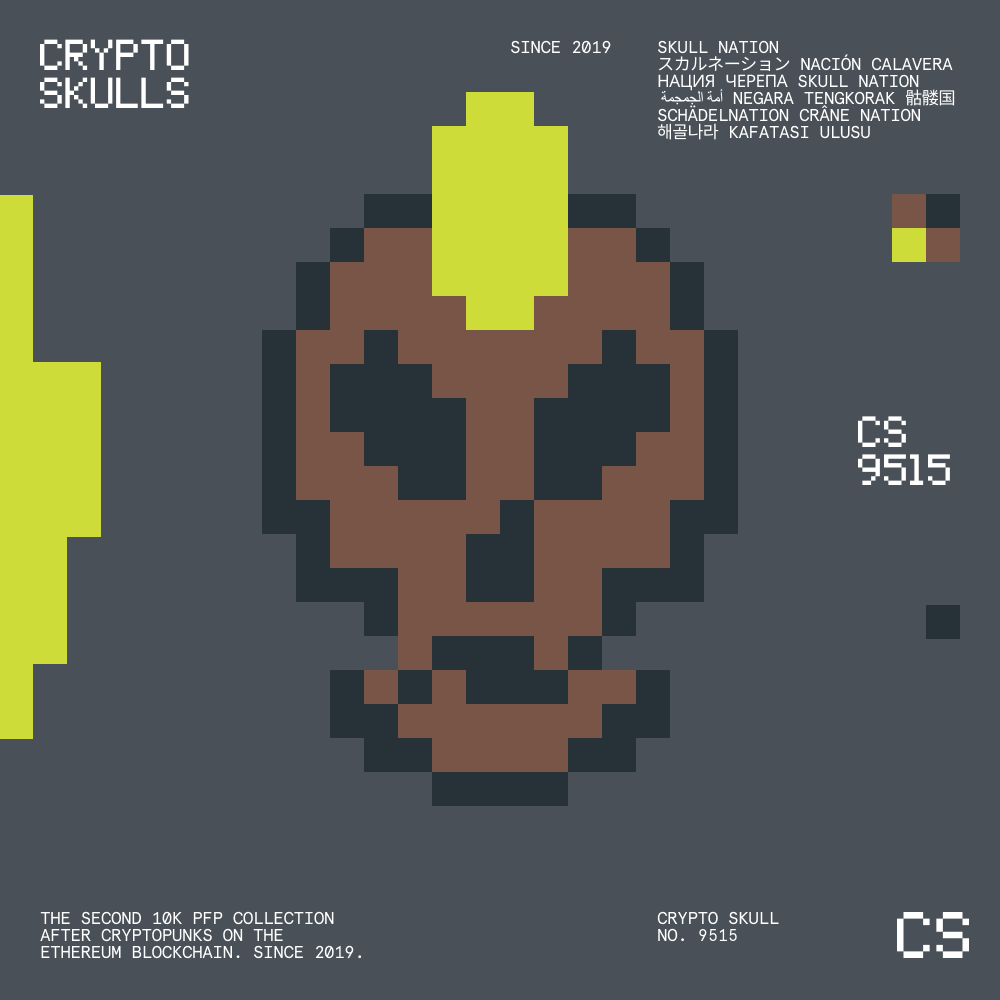 CRYPTO
SKULLS
SINCE 2019
SKULL NATION
スカルネーション NACIÓN CALAVERA
НАЦИЯ ЧЕРЕПА SKULL NATION
أمة الجمجمة NEGARA TENGKORAK 骷髅国
SCHÄDELNATION CRÂNE NATION
해골나라 KAFATASI ULUSU
CS
9515
THE SECOND 10K PFP COLLECTION
AFTER CRYPTOPUNKS ON THE
ETHEREUM BLOCKCHAIN. SINCE 2019.
CRYPTO SKULL
NO. 9515
CS